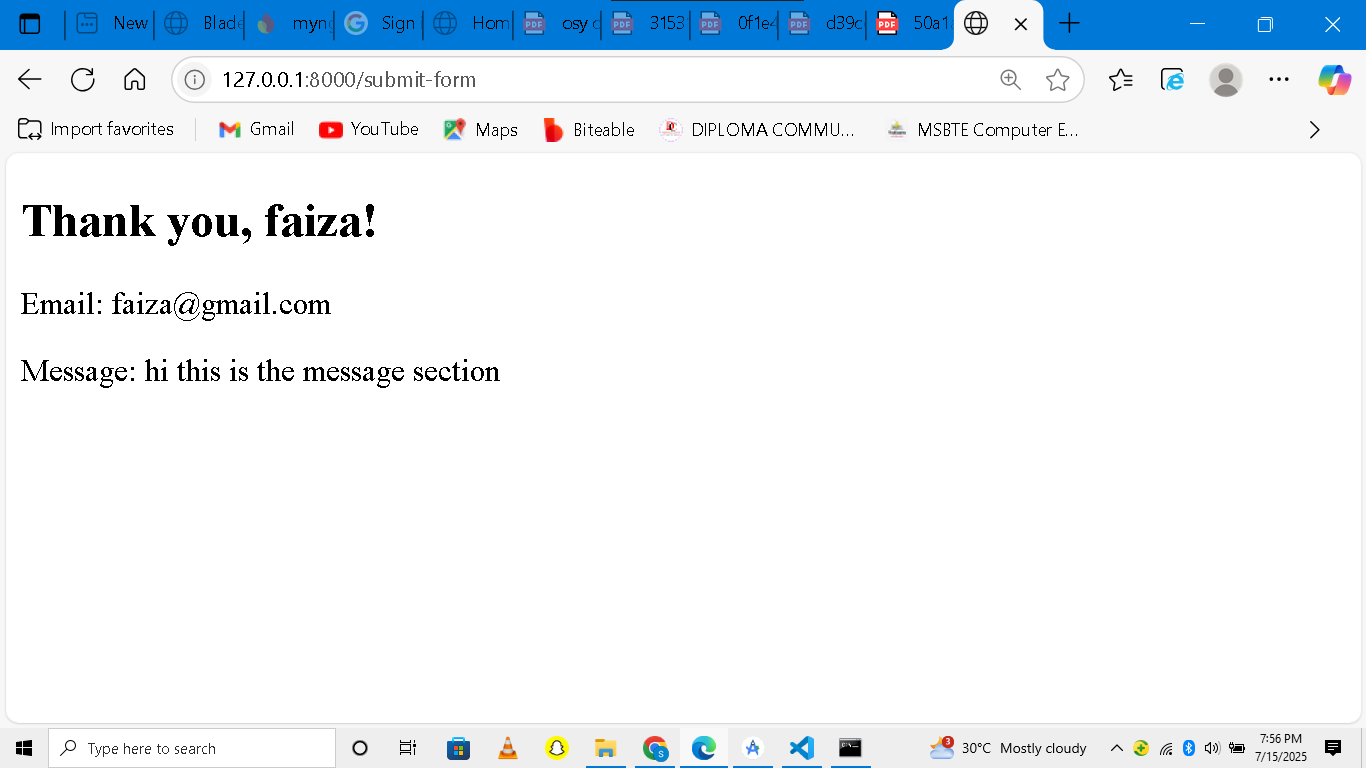 New
Blade
myn
Sign
Hom
osy
3153
0f1e4
d39c
50a1
127.0.0.1:8000/submit-form
Import favorites
Gmail
YouTube
Maps
Biteable
DIPLOMA COMMU...
MSBTE Computer E...
Thank you, faiza!
Email: faiza@gmail.com
Message: hi this is the message section
Type here to search
3
30°C Mostly cloudy
7:56 PM
7/15/2025